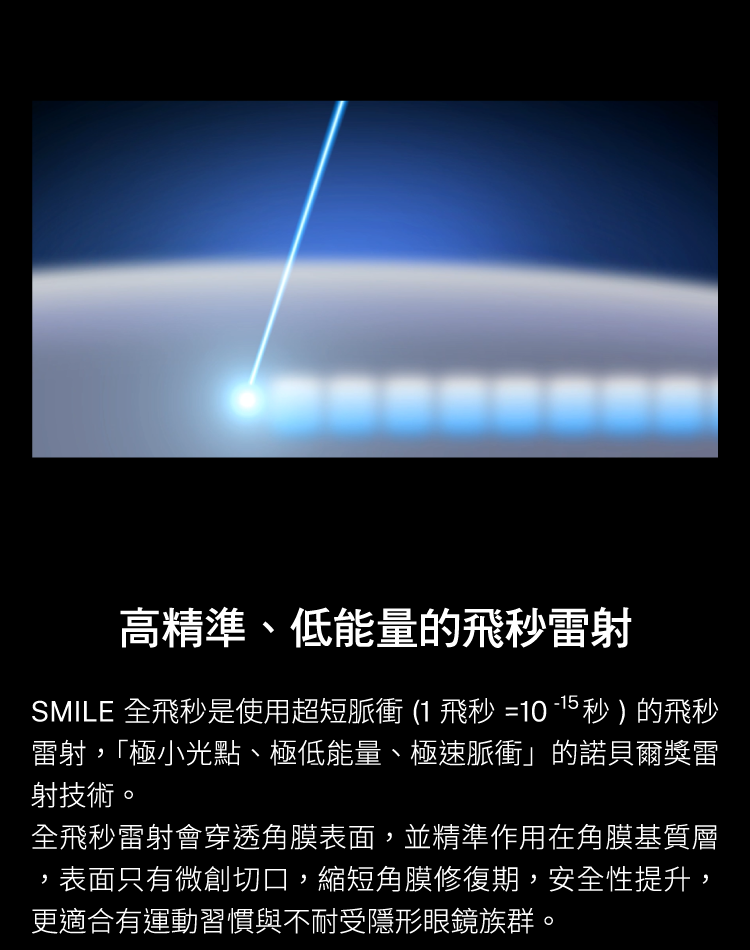 高精準、低能量的飛秒雷射
SMILE 全飛秒是使用超短脈衝 (1 飛秒 =10 -15秒 ) 的飛秒
雷射，「極小光點、極低能量、極速脈衝」的諾貝爾獎雷
射技術。
全飛秒雷射會穿透角膜表面，並精準作用在角膜基質層
，表面只有微創切口，縮短角膜修復期，安全性提升，
更適合有運動習慣與不耐受隱形眼鏡族群。